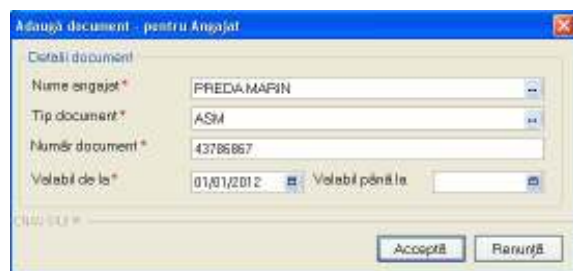 Adaugă document - pentru Angajat
Detalii document
Nume angajat*
PREDA MARIN
Tip document*
ASM
Număr document*
43786867
Valabil de la*
01/01/2012
Valabil până la
Acceptă
Renunță